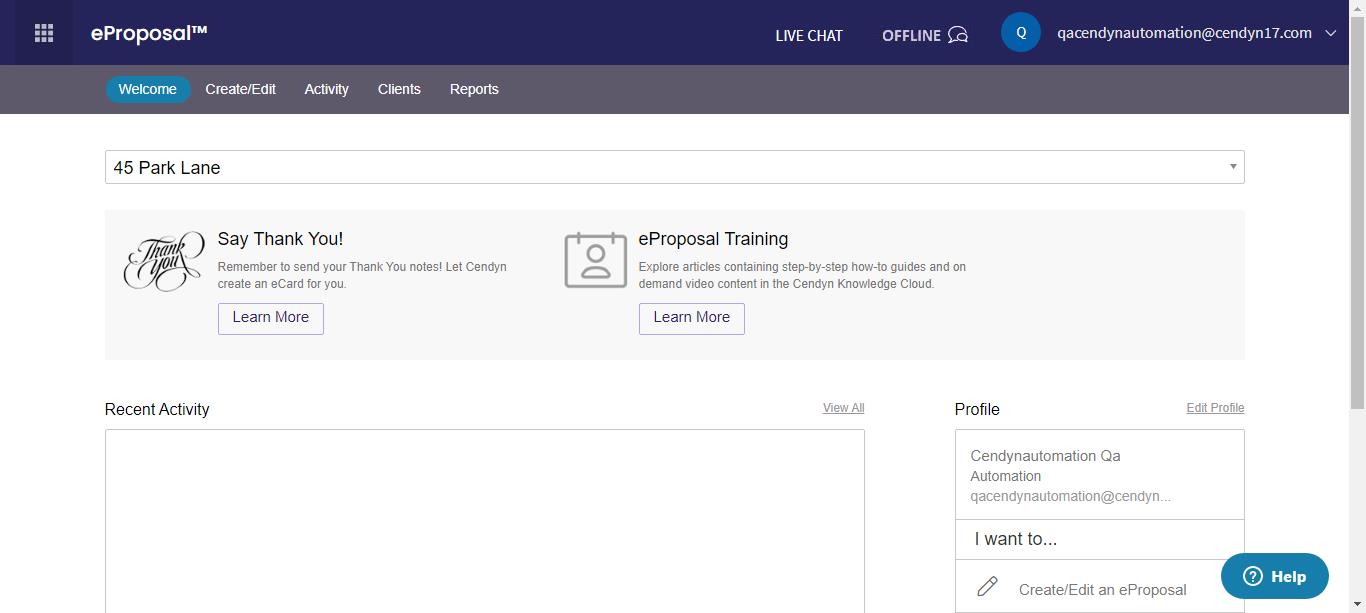 eProposal™
LIVE CHAT
OFFLINE
Q
qacendynautomation@cendyn17.com
Welcome
Create/Edit
Activity
Clients
Reports
45 Park Lane
Thank You
Say Thank You!
Remember to send your Thank You notes! Let Cendyn
create an eCard for you.
Learn More
eProposal Training
Explore articles containing step-by-step how-to guides and on
demand video content in the Cendyn Knowledge Cloud.
Learn More
Recent Activity
View All
Profile
Edit Profile
Cendynautomation Qa
Automation
qacendynautomation@cendyn...
I want to...
Create/Edit an eProposal
Help